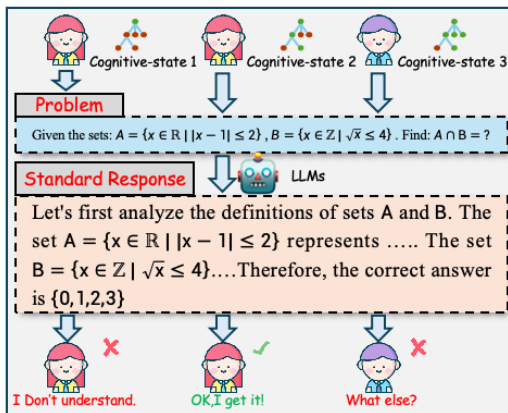 Cognitive-state 1
Cognitive-state 2
Cognitive-state 3
Problem
Given the sets: A = {x ∈ ℝ | |x − 1| ≤ 2} , B = {x ∈ ℤ | √x ≤ 4} . Find: A ∩ B = ?
Standard Response
LLMs
Let's first analyze the definitions of sets A and B. The
set A = {x ∈ ℝ | |x − 1| ≤ 2} represents ..... The set
B = {x ∈ ℤ | √x ≤ 4}....Therefore, the correct answer
is {0,1,2,3}
I Don't understand.
OK,I get it!
What else?